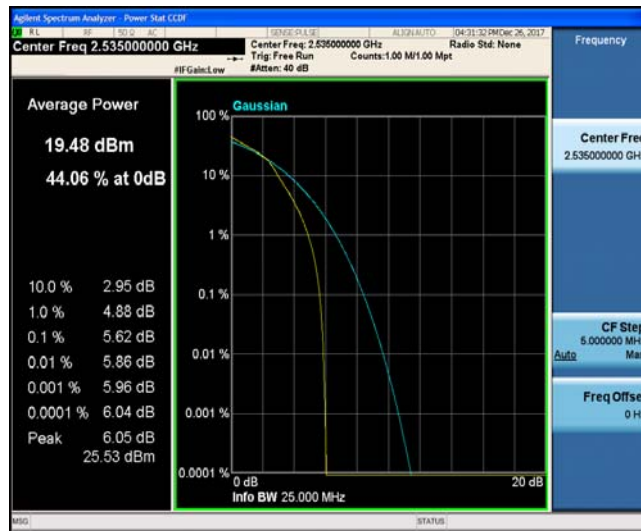 Agilent Spectrum Analyzer - Power Stat CCDF
RL RF 50 Ω AC SENSE:PULSE ALIGN AUTO 04:31:32 PM Dec 26, 2017
Center Freq 2.535000000 GHz
Center Freq: 2.535000000 GHz Radio Std: None
Trig: Free Run Counts:1.00 M/1.00 Mpt
#IFGain:Low #Atten: 40 dB
Frequency
Average Power
19.48 dBm
44.06 % at 0dB
10.0 % 2.95 dB
1.0 % 4.88 dB
0.1 % 5.62 dB
0.01 % 5.86 dB
0.001 % 5.96 dB
0.0001 % 6.04 dB
Peak 6.05 dB
25.53 dBm
Gaussian
100 %
10 %
1 %
0.1 %
0.01 %
0.001 %
0.0001 %
0 dB 20 dB
Info BW 25.000 MHz
Center Freq
2.535000000 GH
CF Step
5.000000 MH
Auto Ma
Freq Offse
0 H
MSG STATUS